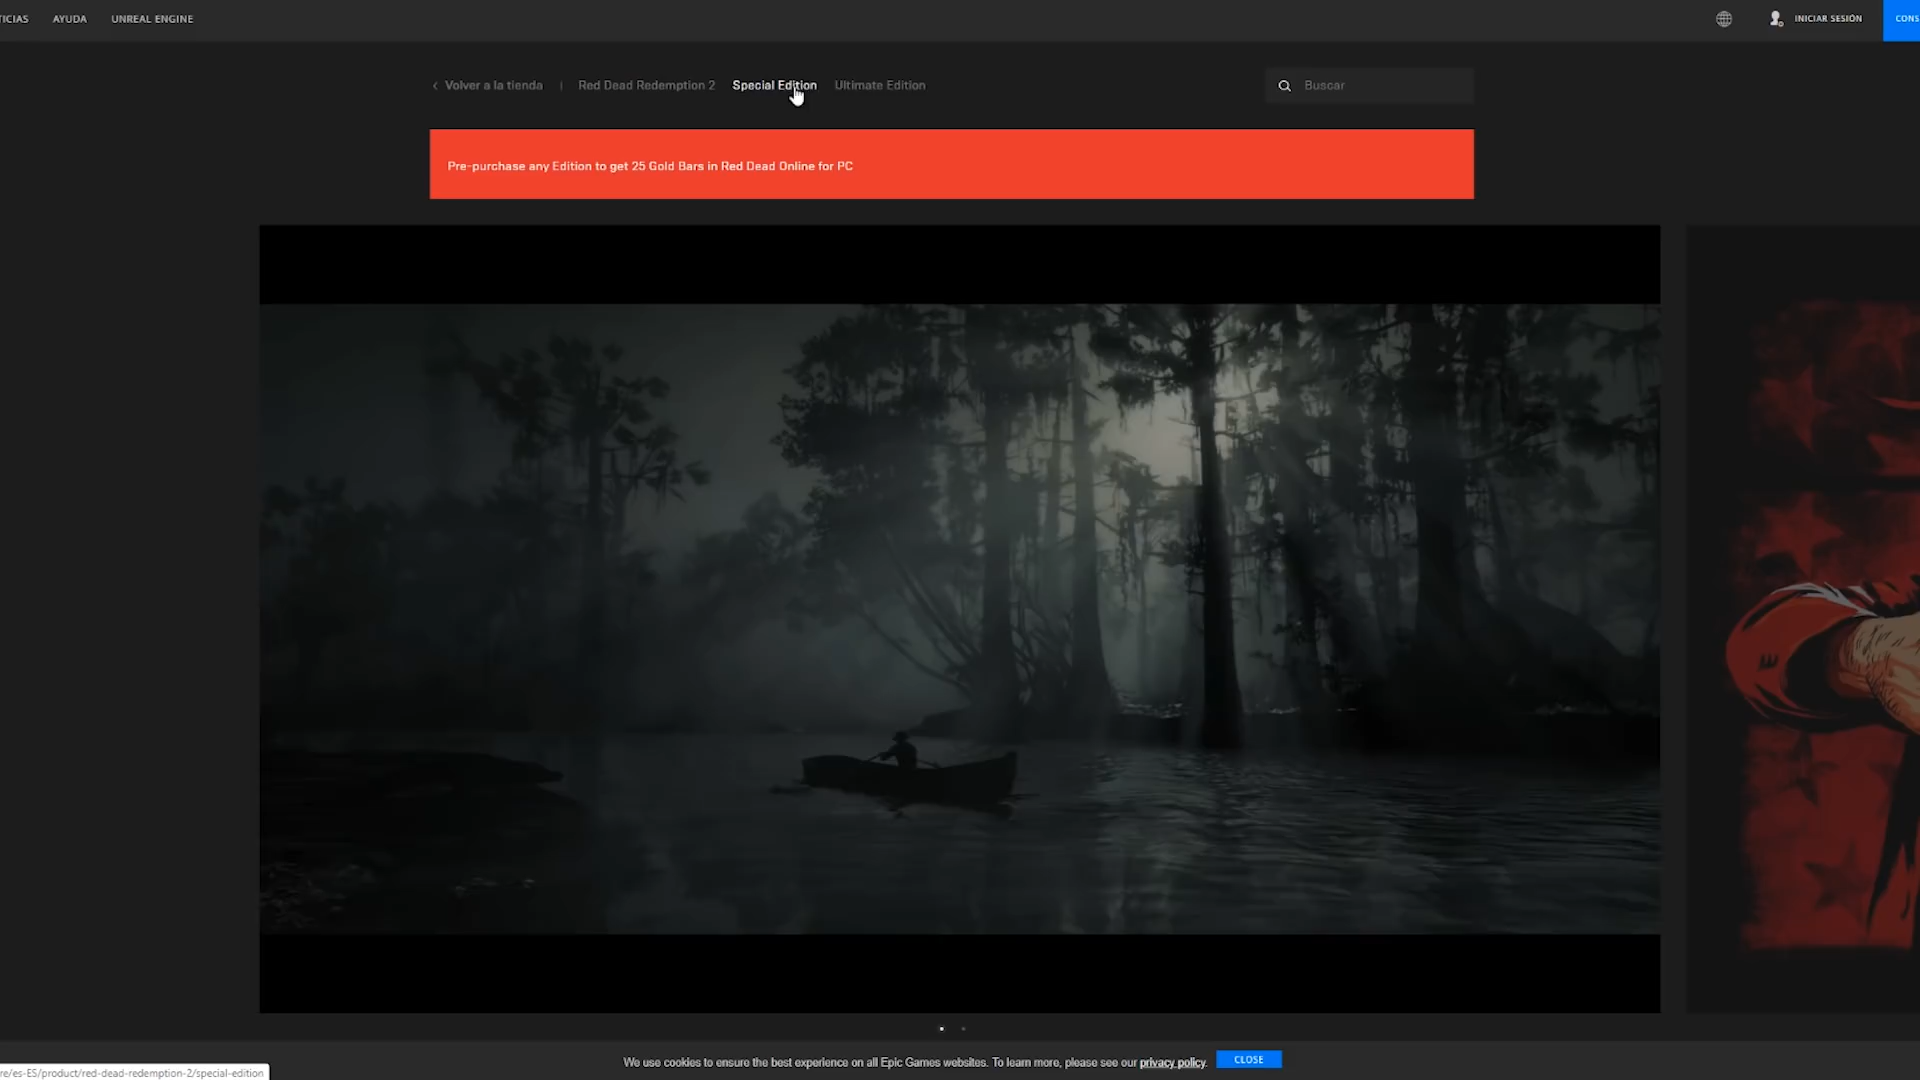 AYUDA
UNREAL ENGINE
INICIAR SESIÓN
Volver a la tienda
Red Dead Redemption 2
Special Edition
Ultimate Edition
Buscar
Pre-purchase any Edition to get 25 Gold Bars in Red Dead Online for PC
We use cookies to ensure the best experience on all Epic Games websites. To learn more, please see our privacy policy.
CLOSE
re/es-ES/product/red-dead-redemption-2/special-edition